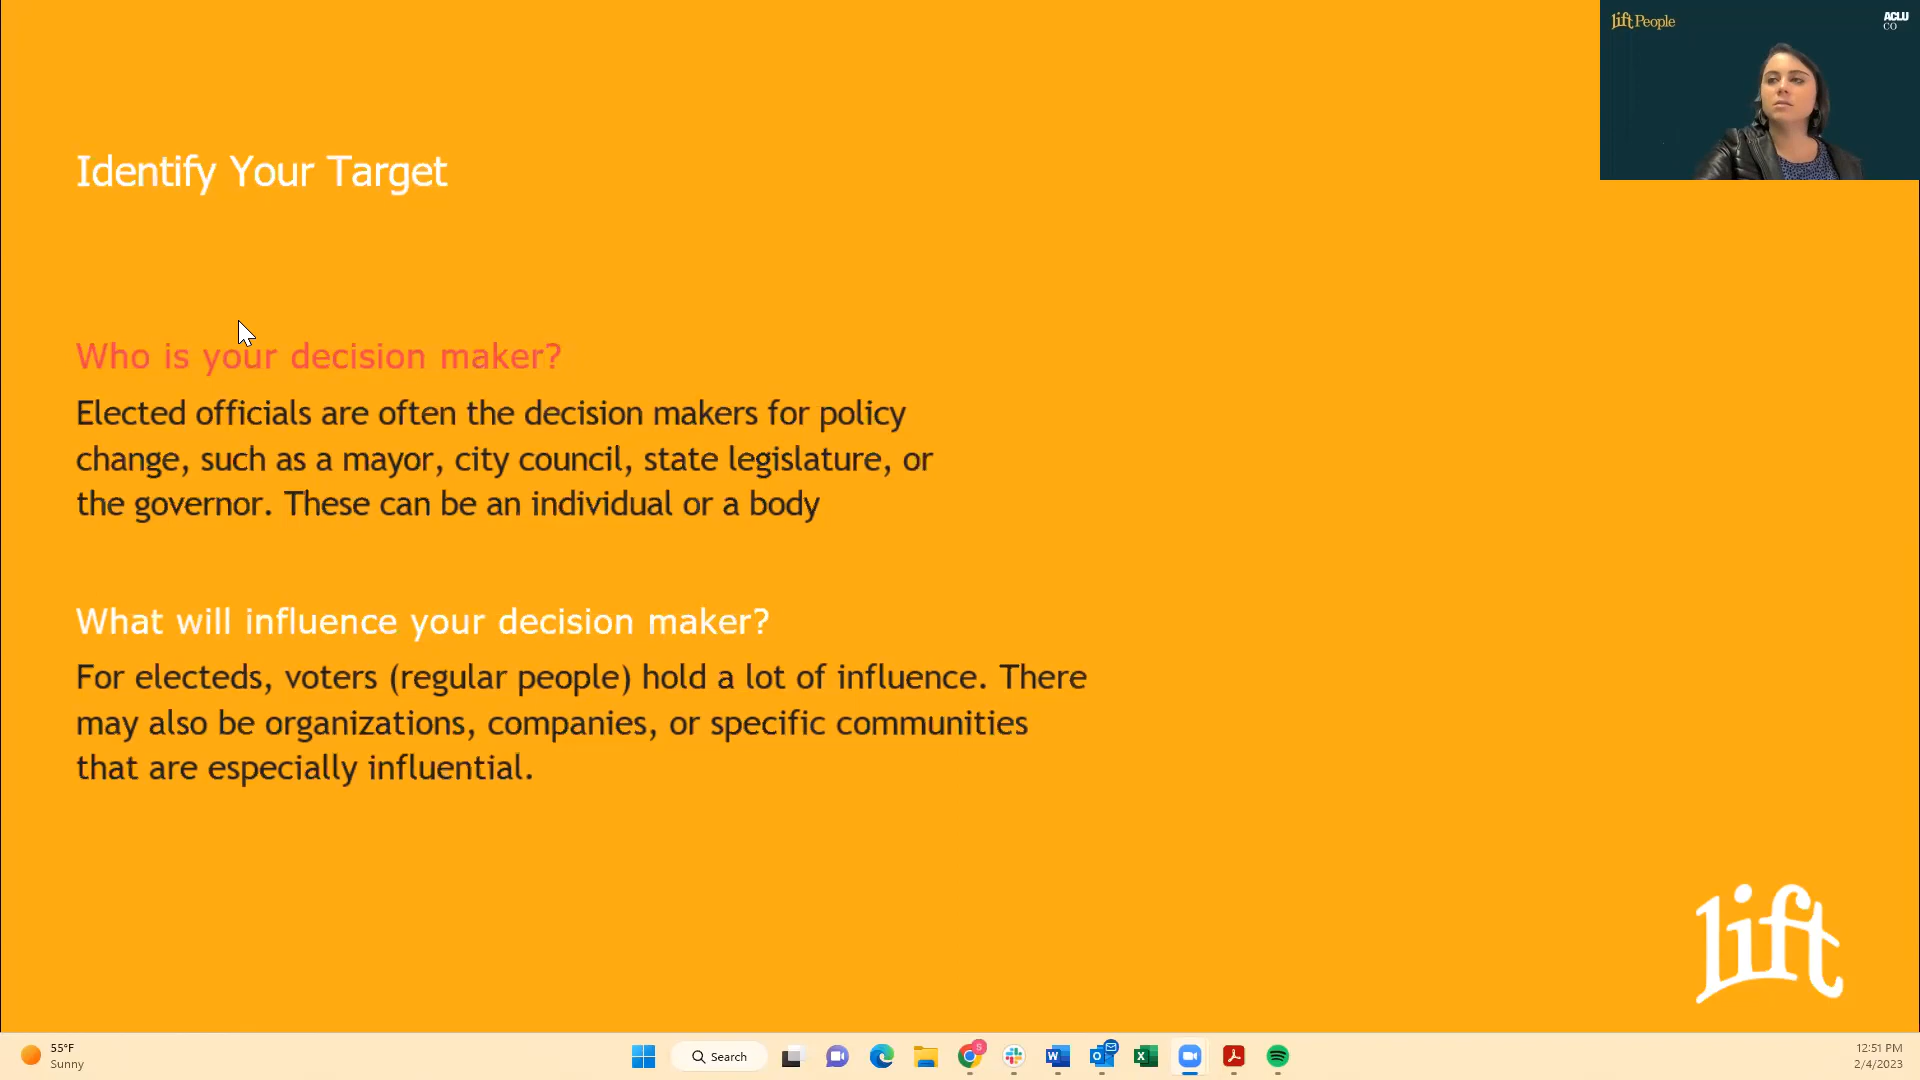 lift People
ACLU
CO
Identify Your Target
Who is your decision maker?
Elected officials are often the decision makers for policy
change, such as a mayor, city council, state legislature, or
the governor. These can be an individual or a body
What will influence your decision maker?
For electeds, voters (regular people) hold a lot of influence. There
may also be organizations, companies, or specific communities
that are especially influential.
lift
55°F
Sunny
Search
12:51 PM
2/4/2023